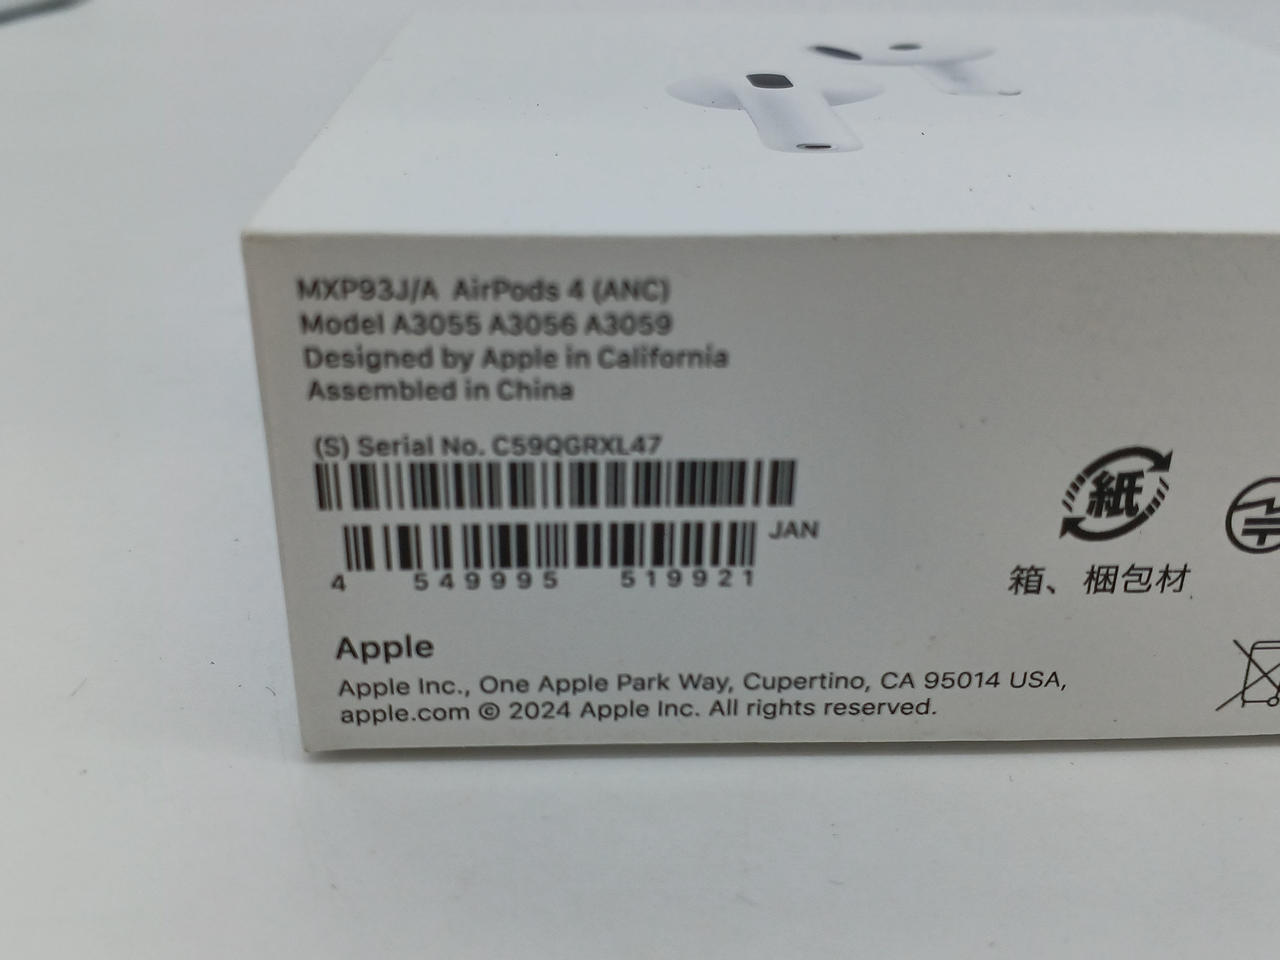 MXP93J/A AirPods 4 (ANC)
Model A3055 A3056 A3059
Designed by Apple in California
Assembled in China
(S) Serial No. C59QGRXL47
JAN
4 549995 519921
紙
箱、梱包材
Apple
Apple Inc., One Apple Park Way, Cupertino, CA 95014 USA,
apple.com © 2024 Apple Inc. All rights reserved.